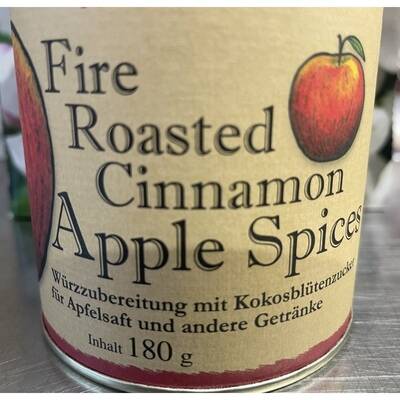 Fire
Roasted
Cinnamon
Apple Spices
Würzzubereitung mit Kokosblütenzucker
für Apfelsaft und andere Getränke
Inhalt 180 g